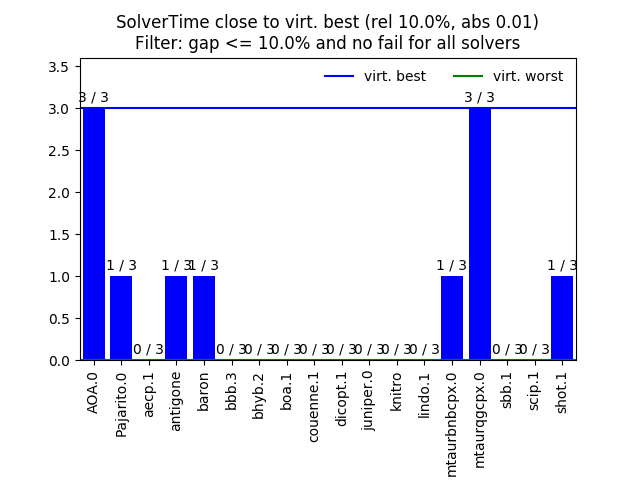 SolverTime close to virt. best (rel 10.0%, abs 0.01)
Filter: gap <= 10.0% and no fail for all solvers
virt. best
virt. worst
3.5
3.0
2.5
2.0
1.5
1.0
0.5
0.0
3 / 3
1 / 3
0 / 3
1 / 3
1 / 3
0 / 3
0 / 3
0 / 3
0 / 3
0 / 3
0 / 3
0 / 3
0 / 3
1 / 3
3 / 3
0 / 3
0 / 3
1 / 3
AOA.0
Pajarito.0
aecp.1
antigone
baron
bbb.3
bhyb.2
boa.1
couenne.1
dicopt.1
juniper.0
knitro
lindo.1
mtaurbnbcpx.0
mtaurqgcpx.0
sbb.1
scip.1
shot.1